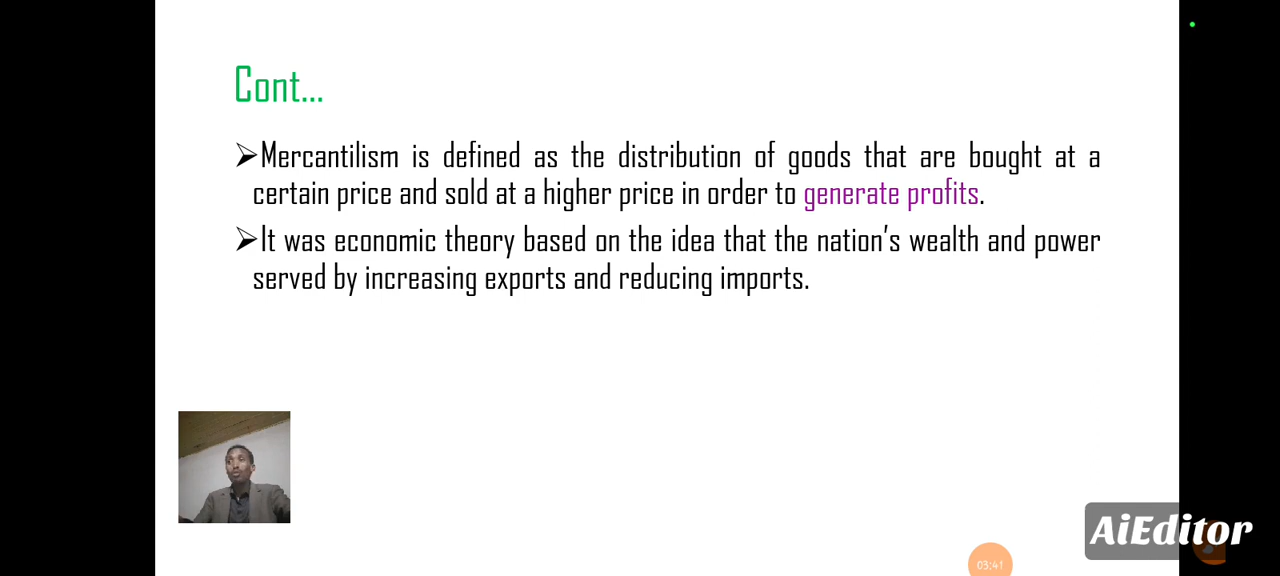 Cont...
➢Mercantilism is defined as the distribution of goods that are bought at a
certain price and sold at a higher price in order to generate profits.
➢It was economic theory based on the idea that the nation's wealth and power
served by increasing exports and reducing imports.
AiEditor
03:41